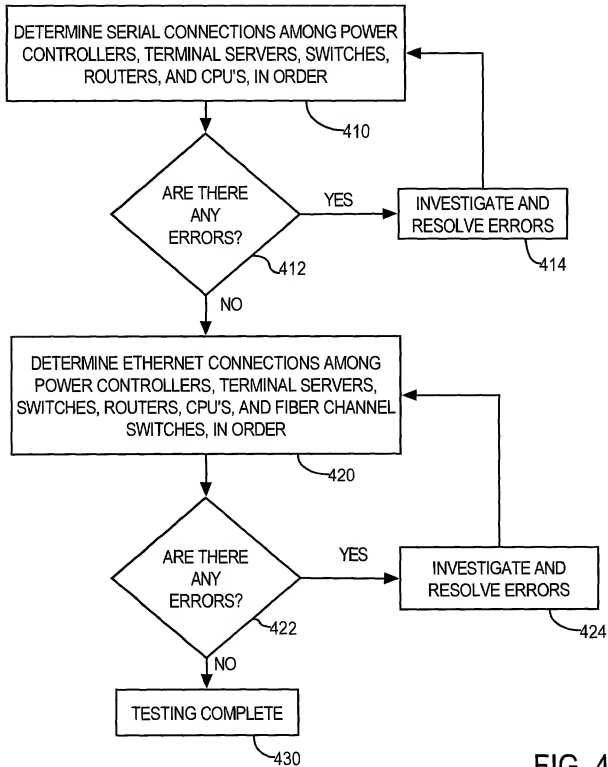 DETERMINE SERIAL CONNECTIONS AMONG POWER
CONTROLLERS, TERMINAL SERVERS, SWITCHES,
ROUTERS, AND CPU'S, IN ORDER
410
ARE THERE
ANY
ERRORS?
YES
INVESTIGATE AND
RESOLVE ERRORS
412
414
NO
DETERMINE ETHERNET CONNECTIONS AMONG
POWER CONTROLLERS, TERMINAL SERVERS,
SWITCHES, ROUTERS, CPU'S, AND FIBER CHANNEL
SWITCHES, IN ORDER
420
ARE THERE
ANY
ERRORS?
YES
INVESTIGATE AND
RESOLVE ERRORS
422
424
NO
TESTING COMPLETE
430
FIG. 4